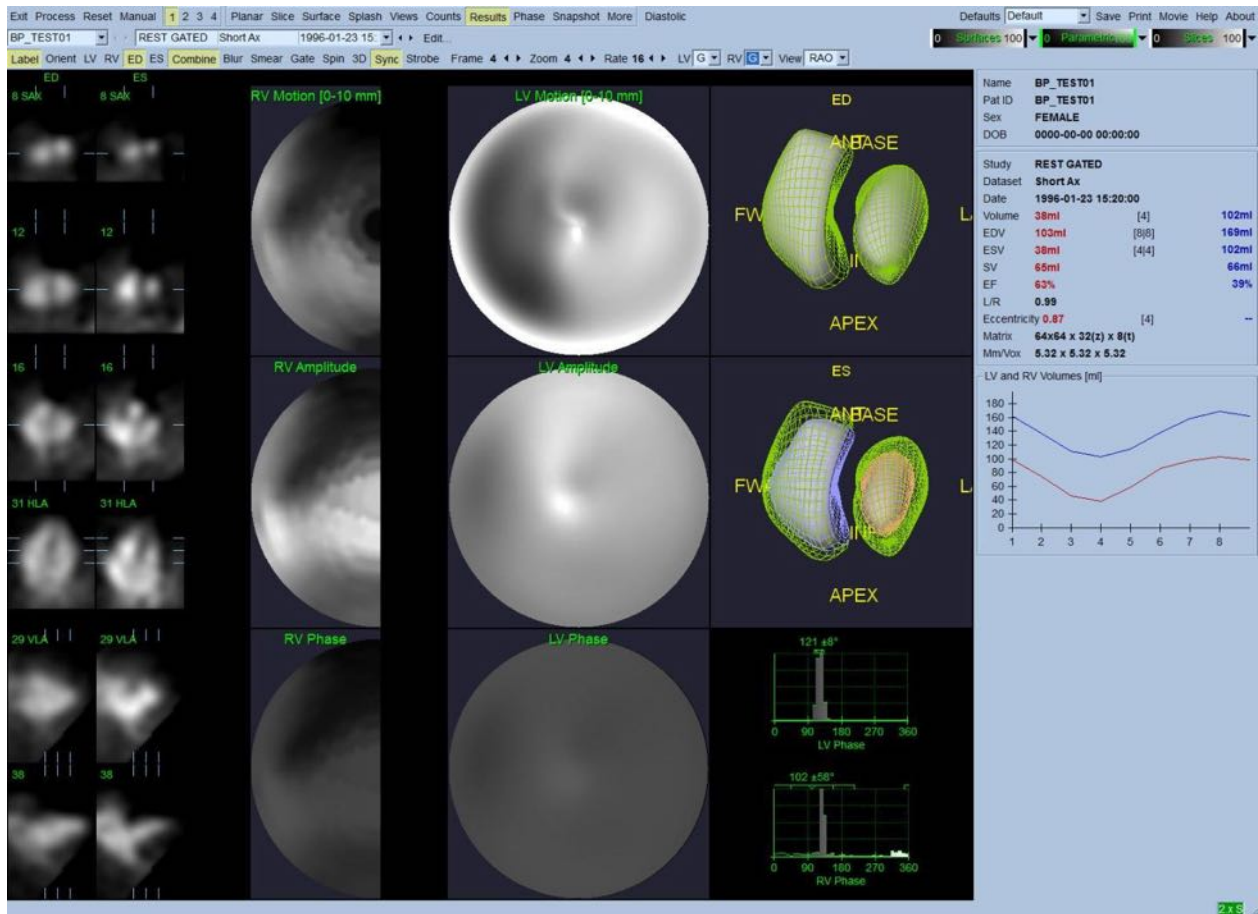 Exit Process Reset Manual 1 2 3 4 Planar Slice Surface Splash Views Counts Results Phase Snapshot More Diastolic Defaults Default Save Print Movie Help About
BP_TEST01 REST GATED Short Ax 1996-01-23 15: Edit... 0 Surfaces 100 0 Parametric 0 Slices 100
Label Orient LV RV ED ES Combine Blur Smear Gate Spin 3D Sync Strobe Frame 4 Zoom 4 Rate 16 LV G RV G View RAO
ED ES
8 SAX 8 SAX
12 12
16 16
31 HLA 31 HLA
29 VLA 29 VLA
38 38
RV Motion [0-10 mm] LV Motion [0-10 mm] ED
ANT BASE
FW
APEX
RV Amplitude LV Amplitude ES
ANT BASE
FW
APEX
RV Phase LV Phase
121 ±8°
0 90 180 270 360
LV Phase
102 ±58°
0 90 180 270 360
RV Phase
Name BP_TEST01
Pat ID BP_TEST01
Sex FEMALE
DOB 0000-00-00 00:00:00
Study REST GATED
Dataset Short Ax
Date 1996-01-23 15:20:00
Volume 38ml [4] 102ml
EDV 103ml [8|8] 169ml
ESV 38ml [4|4] 102ml
SV 65ml 66ml
EF 63% 39%
L/R 0.99
Eccentricity 0.87 [4] --
Matrix 64x64 x 32(z) x 8(t)
Mm/Vox 5.32 x 5.32 x 5.32
LV and RV Volumes [ml]
180
160
140
120
100
80
60
40
20
0
1 2 3 4 5 6 7 8
2 x S